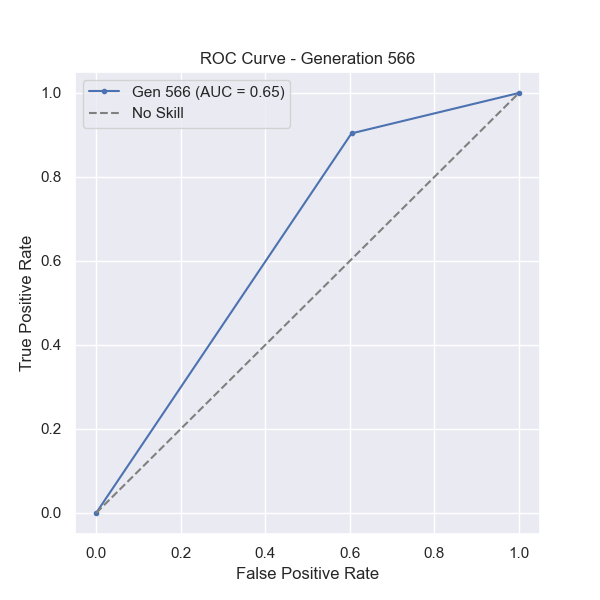 ROC Curve - Generation 566
Gen 566 (AUC = 0.65)
No Skill
True Positive Rate
1.0
0.8
0.6
0.4
0.2
0.0
0.0 0.2 0.4 0.6 0.8 1.0
False Positive Rate